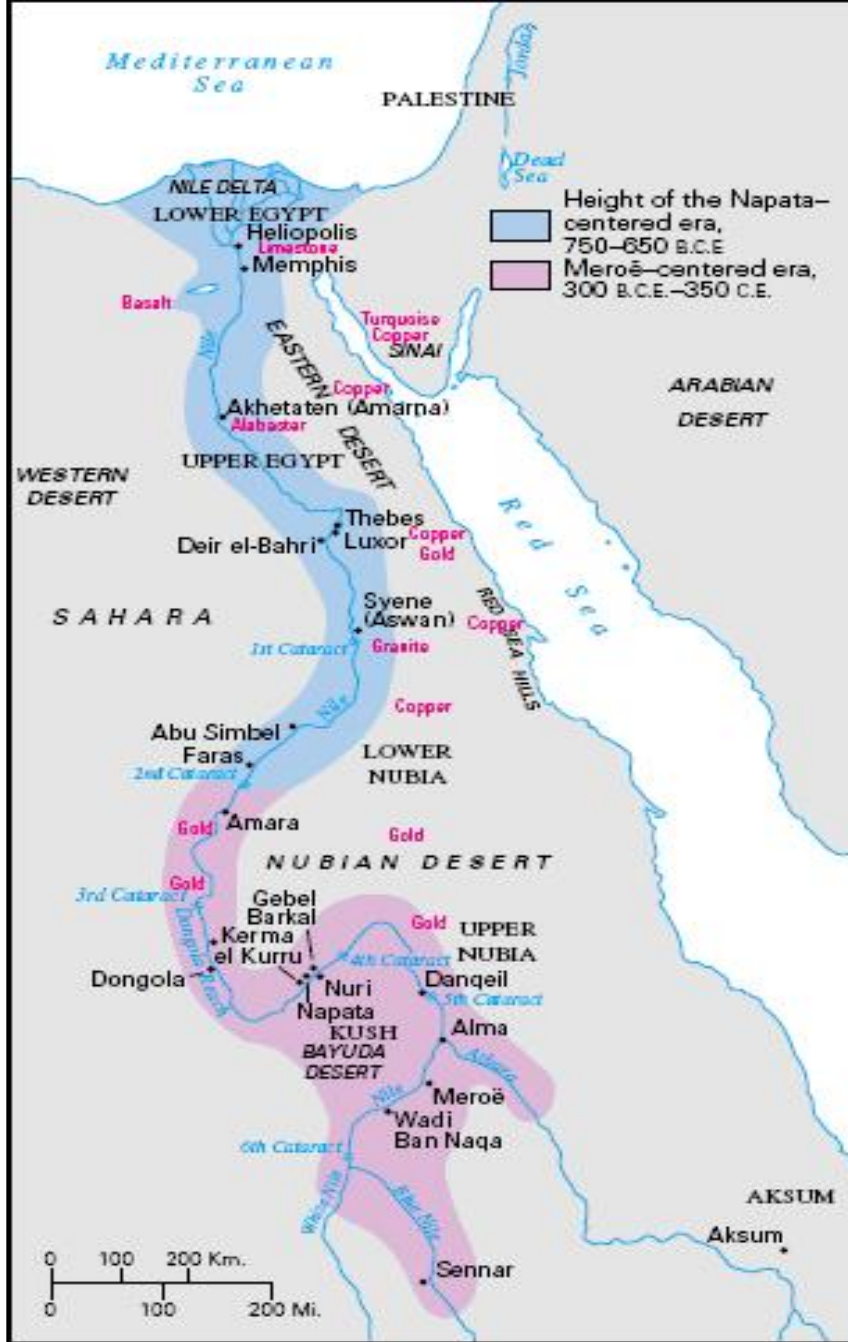 Mediterranean
Sea
PALESTINE
Jordan
Dead
Sea
NILE DELTA
LOWER EGYPT
Heliopolis
Limestone
Memphis
Height of the Napata–
centered era,
750–650 B.C.E
Meroë–centered era,
300 B.C.E.–350 C.E.
Basalt
Nile
Turquoise
Copper
SINAI
EASTERN
DESERT
Copper
ARABIAN
DESERT
Akhetaten (Amarna)
Alabaster
UPPER EGYPT
WESTERN
DESERT
Thebes
Luxor
Deir el-Bahri
Copper
Gold
Red Sea
SAHARA
Syene
(Aswan)
1st Cataract
Granite
Copper
RED SEA HILLS
Copper
Nile
Abu Simbel
Faras
2nd Cataract
LOWER
NUBIA
Gold
Amara
Gold
NUBIAN DESERT
3rd Cataract
Gold
Gebel
Barkal
Gold
UPPER
NUBIA
Kerma
el Kurru
4th Cataract
Dongola
Dongola Reach
Nuri
Napata
Danqeil
5th Cataract
KUSH
BAYUDA
DESERT
Alma
Atbara
Nile
Meroë
Wadi
Ban Naqa
6th Cataract
White Nile
Blue Nile
AKSUM
Aksum
Sennar
0 100 200 Km.
0 100 200 Mi.